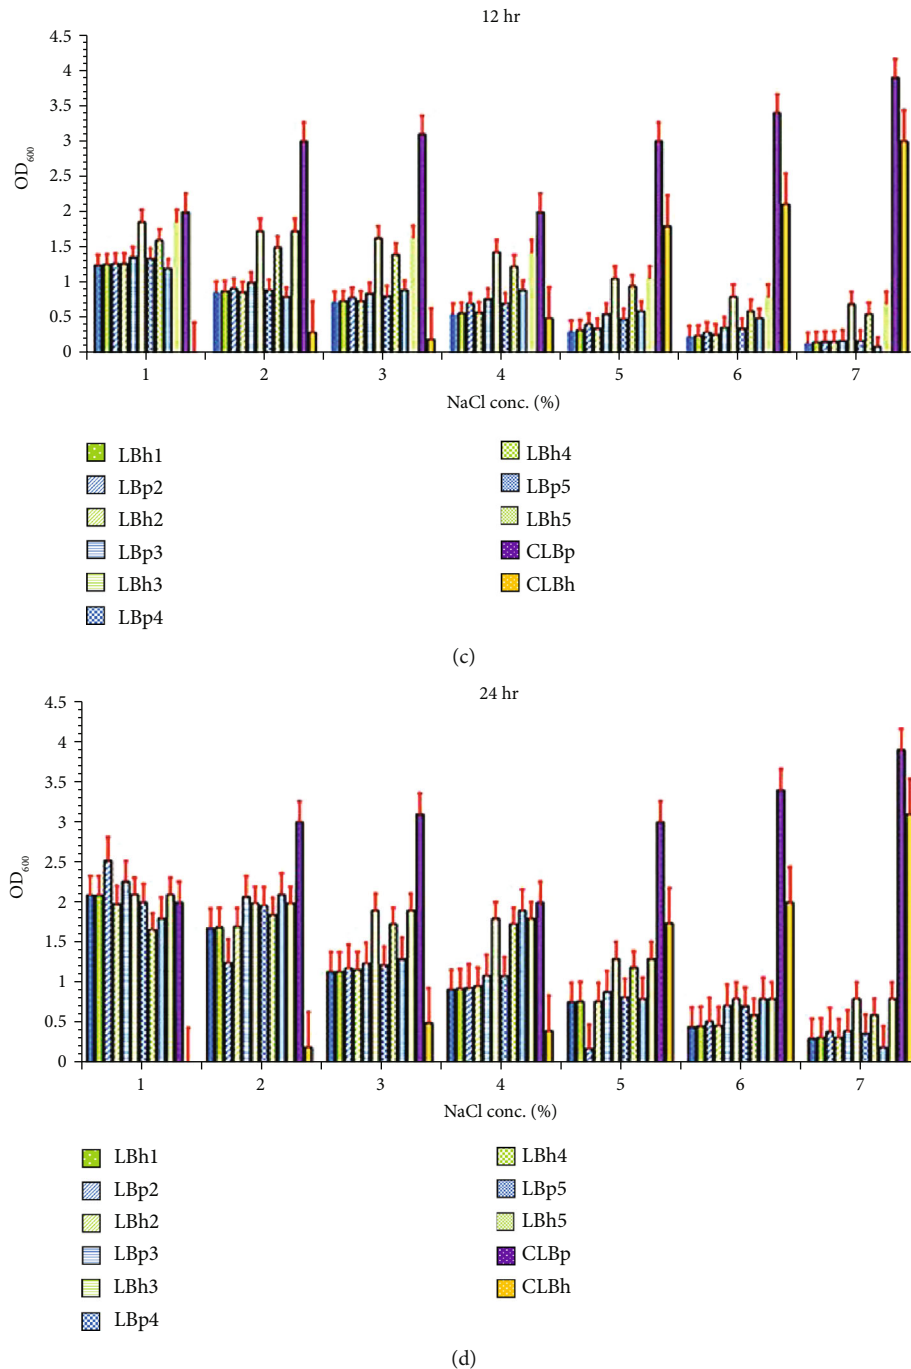 12 hr
4.5
4
3.5
3
2.5
2
1.5
1
0.5
0
OD600
1 2 3 4 5 6 7
NaCl conc. (%)
LBh1
LBp2
LBh2
LBp3
LBh3
LBp4
LBh4
LBp5
LBh5
CLBp
CLBh
(c)
24 hr
4.5
4
3.5
3
2.5
2
1.5
1
0.5
0
OD600
1 2 3 4 5 6 7
NaCl conc. (%)
LBh1
LBp2
LBh2
LBp3
LBh3
LBp4
LBh4
LBp5
LBh5
CLBp
CLBh
(d)